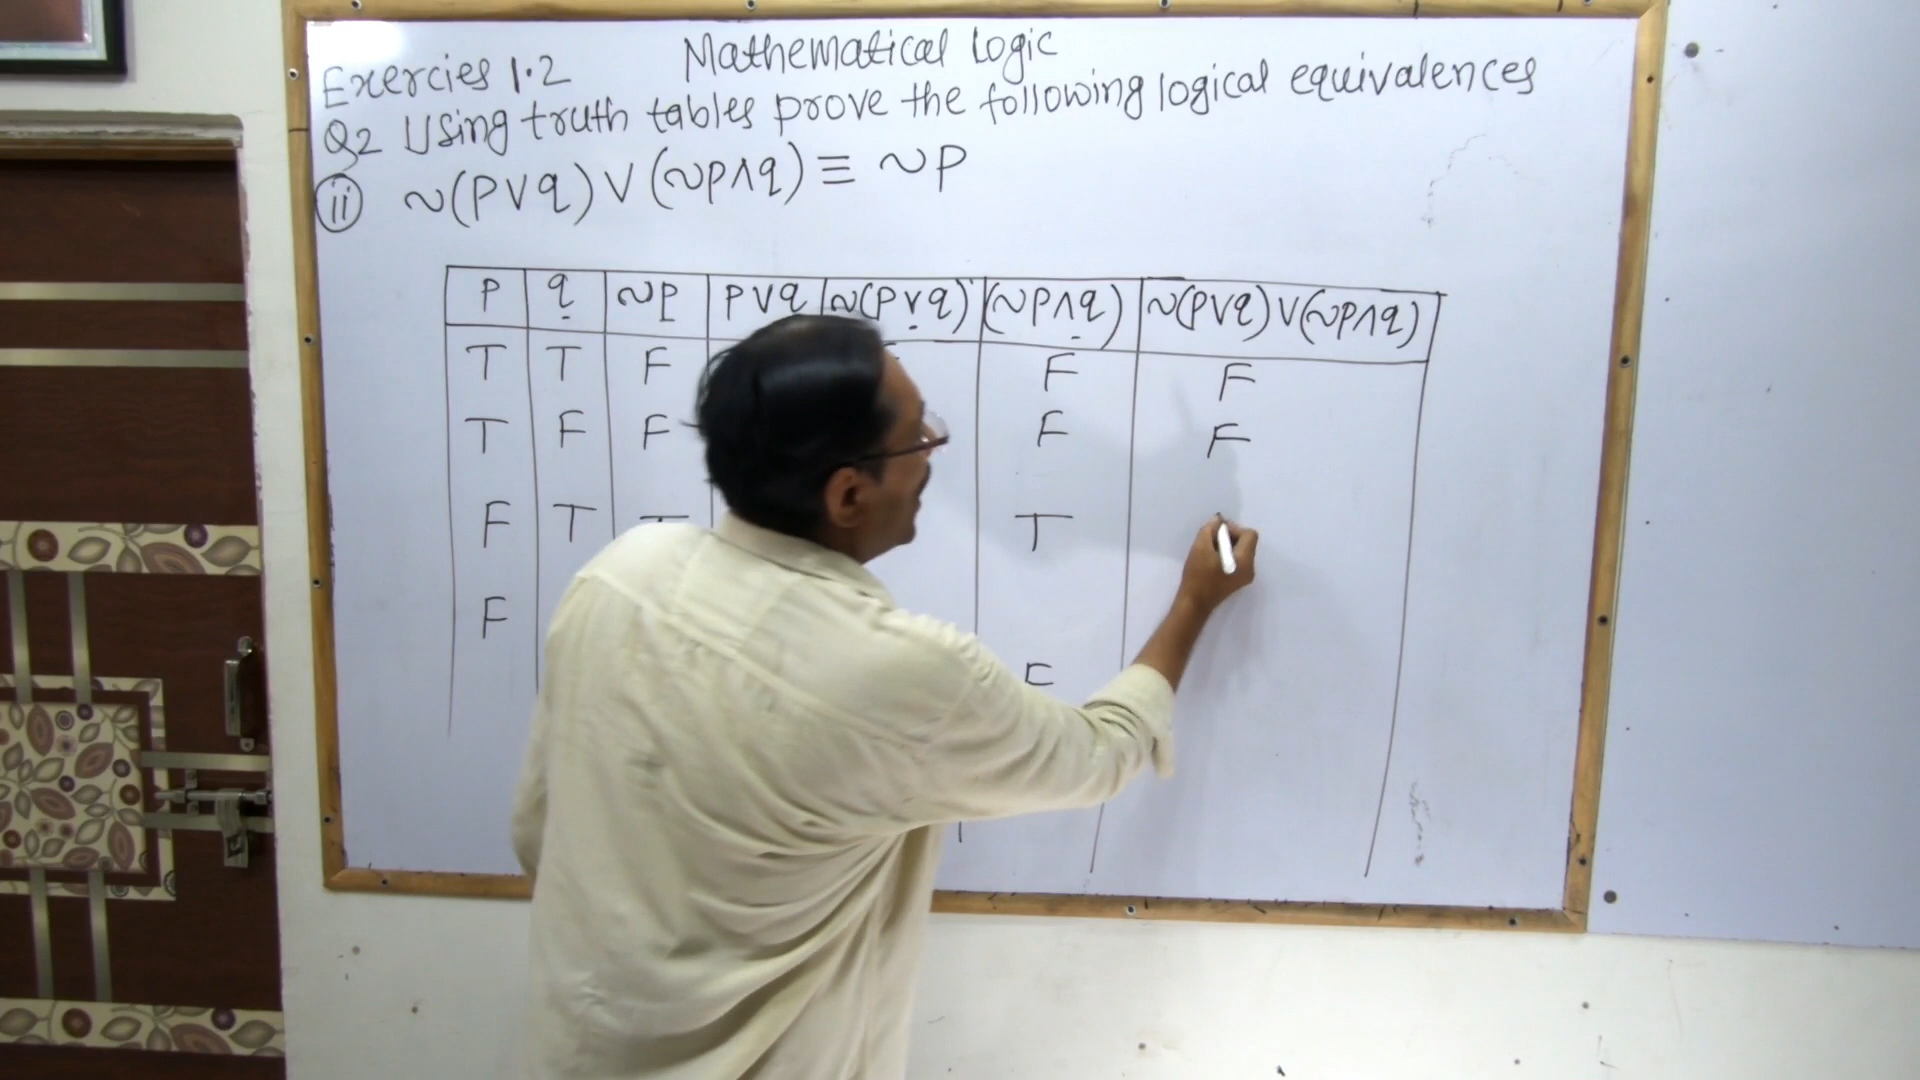 Mathematical Logic
Exercies 1.2
Q2 Using truth tables prove the following logical equivalences
ii ~(p∨q)∨(~p∧q)≡ ~p
p q ~p p∨q ~(p∨q) (~p∧q) ~(p∨q)∨(~p∧q)
T T F F F
T F F F F
F T T T
F F